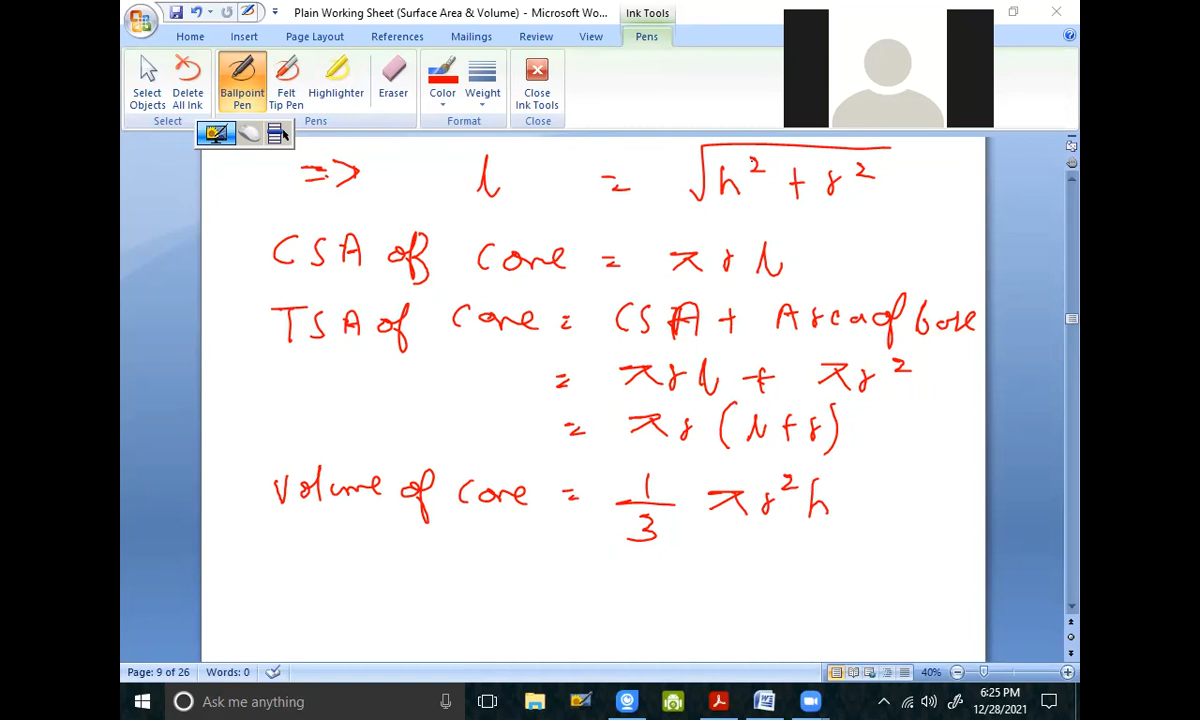 Plain Working Sheet (Surface Area & Volume) - Microsoft Wo...
Ink Tools
Home Insert Page Layout References Mailings Review View Pens
Select Objects
Delete All Ink
Ballpoint Pen
Felt Tip Pen
Highlighter
Eraser
Color
Weight
Close Ink Tools
Select Pens Format Close
=> l = √h² + r²
CSA of Cone = πrl
TSA of Cone = CSA + Area of base
= πrl + πr²
= πr (l+r)
Volume of Cone = 1/3 πr²h
Page: 9 of 26 Words: 0 40%
Ask me anything
6:25 PM
12/28/2021